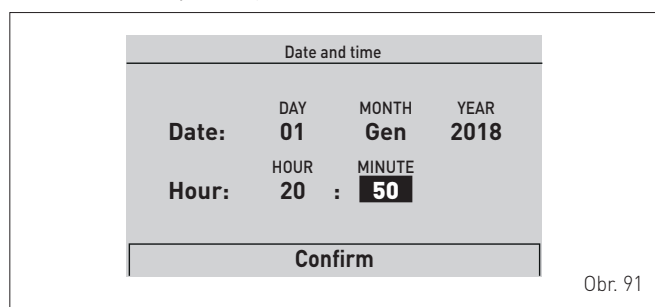 Date and time
DAY MONTH YEAR
Date: 01 Gen 2018
HOUR MINUTE
Hour: 20 : 50
Confirm
Obr. 91